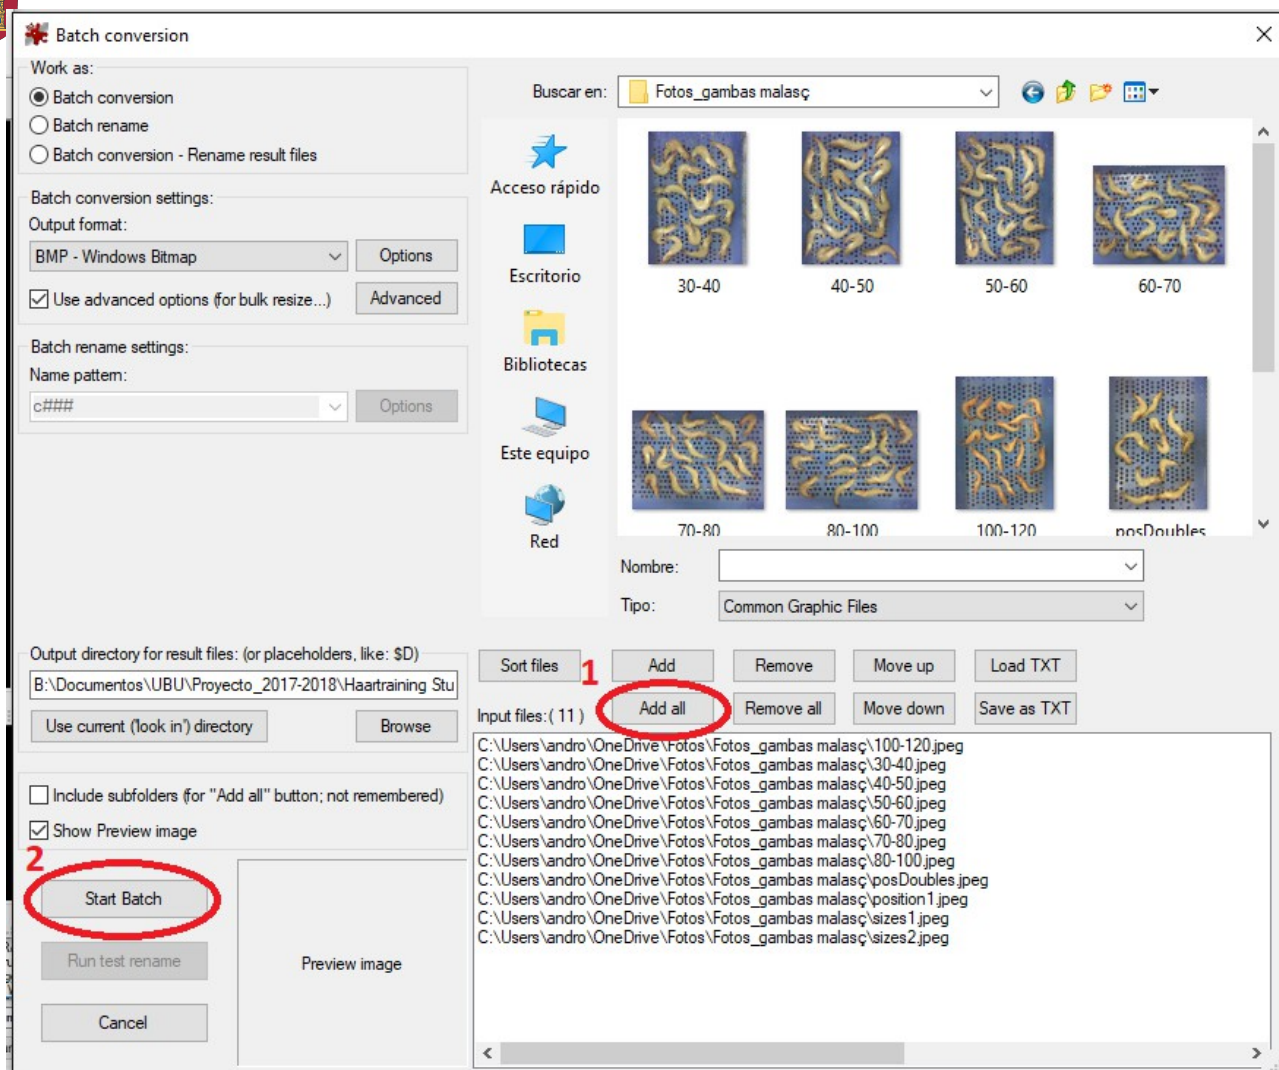 Batch conversion
Work as:
Batch conversion
Batch rename
Batch conversion - Rename result files
Batch conversion settings:
Output format:
BMP - Windows Bitmap
Options
Use advanced options (for bulk resize...)
Advanced
Batch rename settings:
Name pattern:
c###
Options
Buscar en:
Fotos_gambas malasç
Acceso rápido
Escritorio
Bibliotecas
Este equipo
Red
30-40
40-50
50-60
60-70
70-80
80-100
100-120
posDoubles
Nombre:
Tipo:
Common Graphic Files
Output directory for result files: (or placeholders, like: $D)
B:\Documentos\UBU\Proyecto_2017-2018\Haartraining Stu
Use current ('look in') directory
Browse
Include subfolders (for "Add all" button; not remembered)
Show Preview image
2
Start Batch
Run test rename
Cancel
Preview image
Sort files
1
Add
Remove
Move up
Load TXT
Input files: ( 11 )
Add all
Remove all
Move down
Save as TXT
C:\Users\andro\OneDrive\Fotos\Fotos_gambas malasç\100-120.jpeg
C:\Users\andro\OneDrive\Fotos\Fotos_gambas malasç\30-40.jpeg
C:\Users\andro\OneDrive\Fotos\Fotos_gambas malasç\40-50.jpeg
C:\Users\andro\OneDrive\Fotos\Fotos_gambas malasç\50-60.jpeg
C:\Users\andro\OneDrive\Fotos\Fotos_gambas malasç\60-70.jpeg
C:\Users\andro\OneDrive\Fotos\Fotos_gambas malasç\70-80.jpeg
C:\Users\andro\OneDrive\Fotos\Fotos_gambas malasç\80-100.jpeg
C:\Users\andro\OneDrive\Fotos\Fotos_gambas malasç\posDoubles.jpeg
C:\Users\andro\OneDrive\Fotos\Fotos_gambas malasç\position1.jpeg
C:\Users\andro\OneDrive\Fotos\Fotos_gambas malasç\sizes1.jpeg
C:\Users\andro\OneDrive\Fotos\Fotos_gambas malasç\sizes2.jpeg